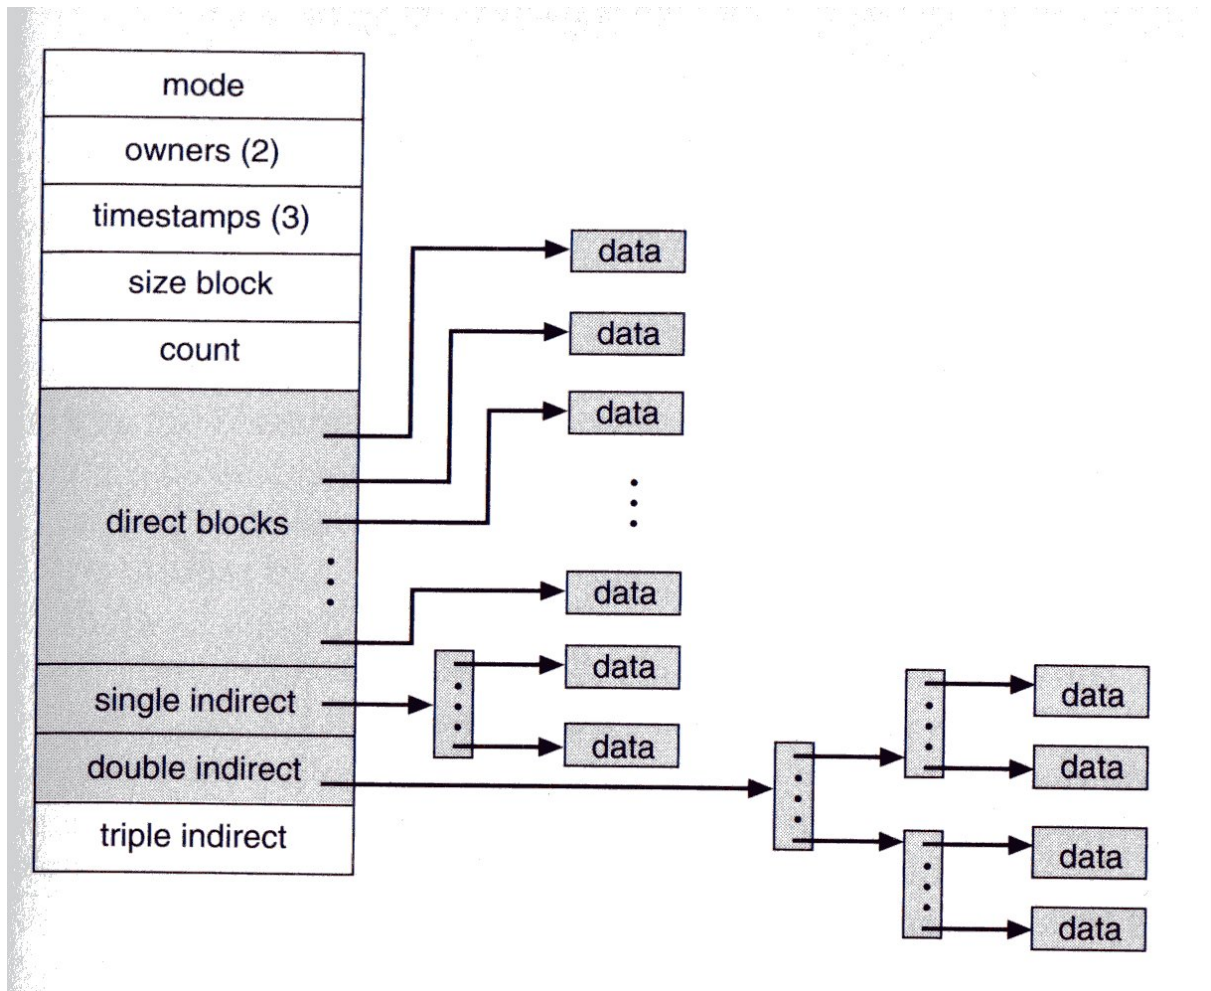 mode
owners (2)
timestamps (3)
size block
count
direct blocks
single indirect
double indirect
triple indirect
data
data
data
data
data
data
data
data
data
data